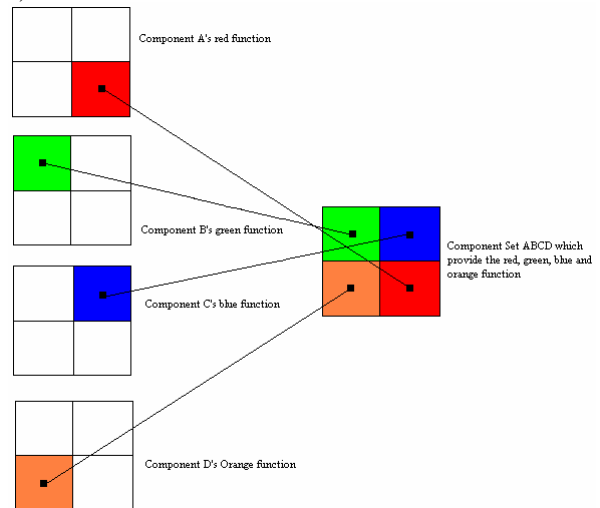 Component A's red function
Component B's green function
Component Set ABCD which
provide the red, green, blue and
orange function
Component C's blue function
Component D's Orange function